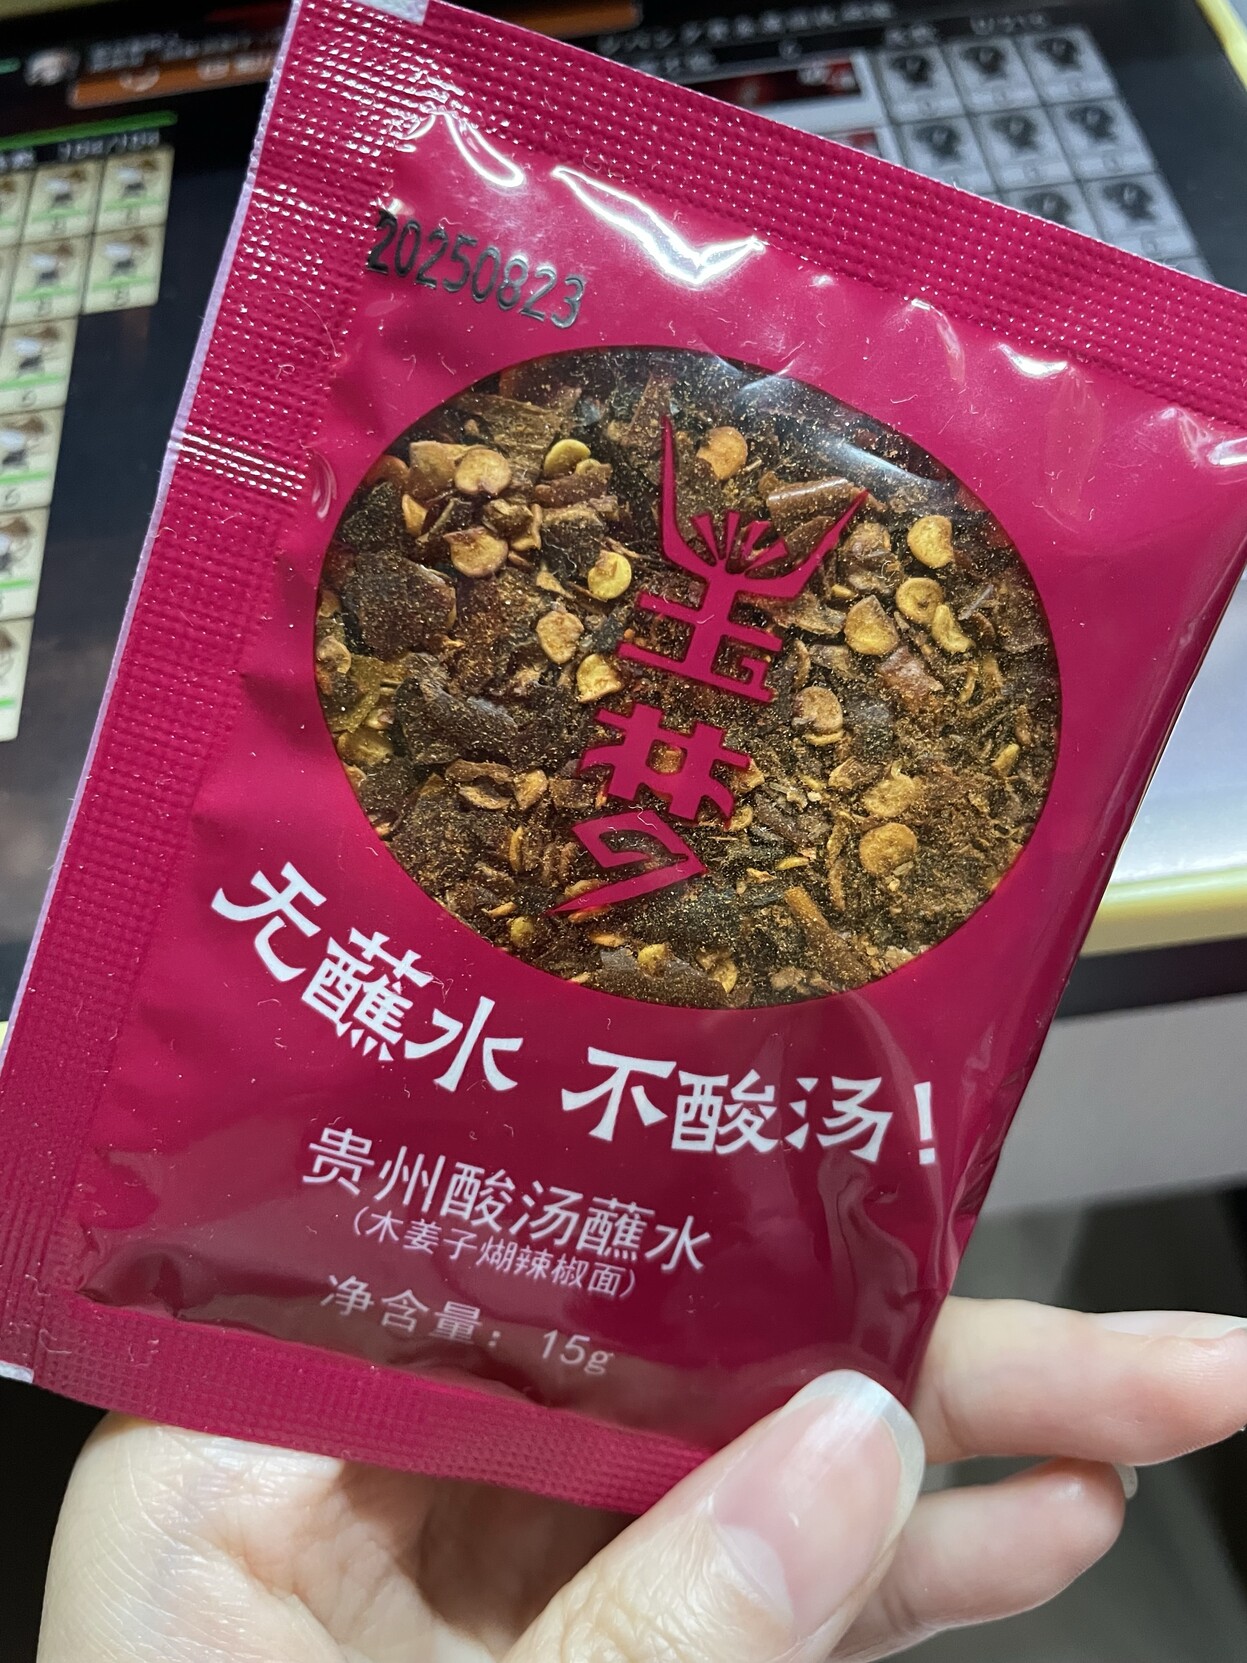 20250823
无蘸水 不酸汤！
贵州酸汤蘸水
（木姜子煳辣椒面）
净含量：15g